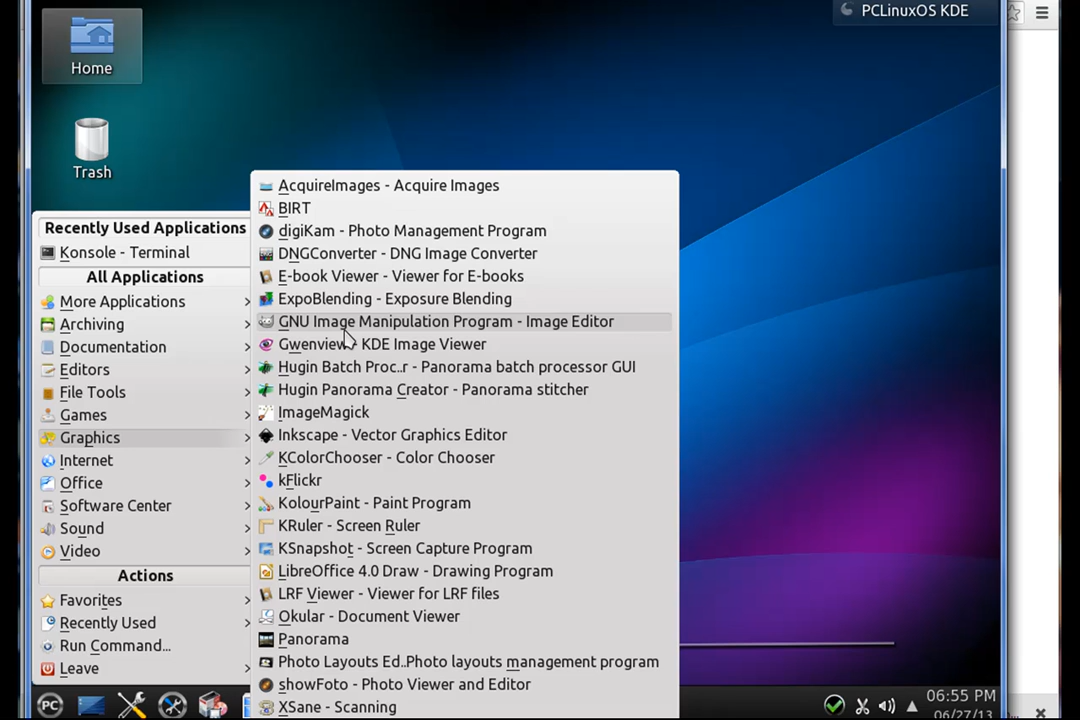 PCLinuxOS KDE
Home
Trash
Recently Used Applications
Konsole - Terminal
All Applications
More Applications
Archiving
Documentation
Editors
File Tools
Games
Graphics
Internet
Office
Software Center
Sound
Video
Actions
Favorites
Recently Used
Run Command...
Leave
AcquireImages - Acquire Images
BIRT
digiKam - Photo Management Program
DNGConverter - DNG Image Converter
E-book Viewer - Viewer for E-books
ExpoBlending - Exposure Blending
GNU Image Manipulation Program - Image Editor
Gwenview - KDE Image Viewer
Hugin Batch Proc..r - Panorama batch processor GUI
Hugin Panorama Creator - Panorama stitcher
ImageMagick
Inkscape - Vector Graphics Editor
KColorChooser - Color Chooser
kFlickr
KolourPaint - Paint Program
KRuler - Screen Ruler
KSnapshot - Screen Capture Program
LibreOffice 4.0 Draw - Drawing Program
LRF Viewer - Viewer for LRF files
Okular - Document Viewer
Panorama
Photo Layouts Ed..Photo layouts management program
showFoto - Photo Viewer and Editor
XSane - Scanning
PC
06:55 PM
06/27/13